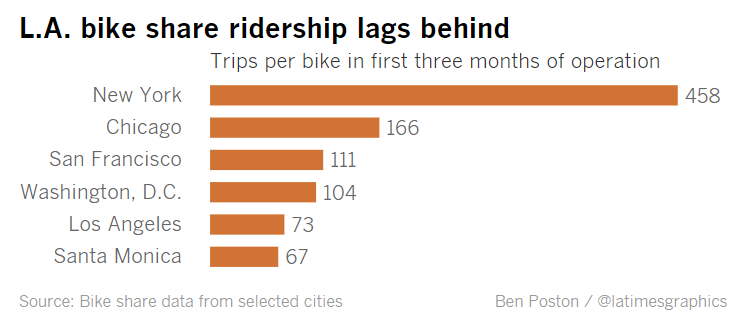 L.A. bike share ridership lags behind
Trips per bike in first three months of operation
New York 458
Chicago 166
San Francisco 111
Washington, D.C. 104
Los Angeles 73
Santa Monica 67
Source: Bike share data from selected cities Ben Poston / @latimesgraphics